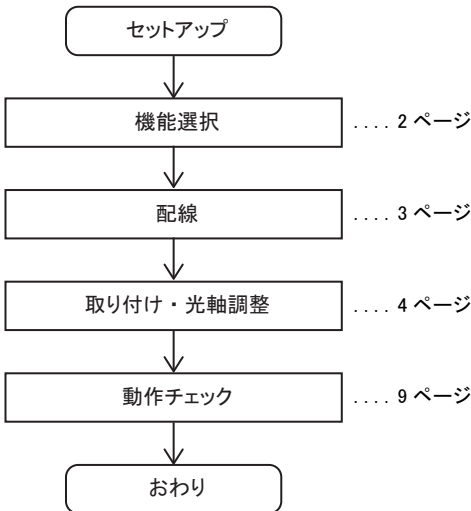 セットアップ
機能選択 .... 2 ページ
配線 .... 3 ページ
取り付け・光軸調整 .... 4 ページ
動作チェック .... 9 ページ
おわり